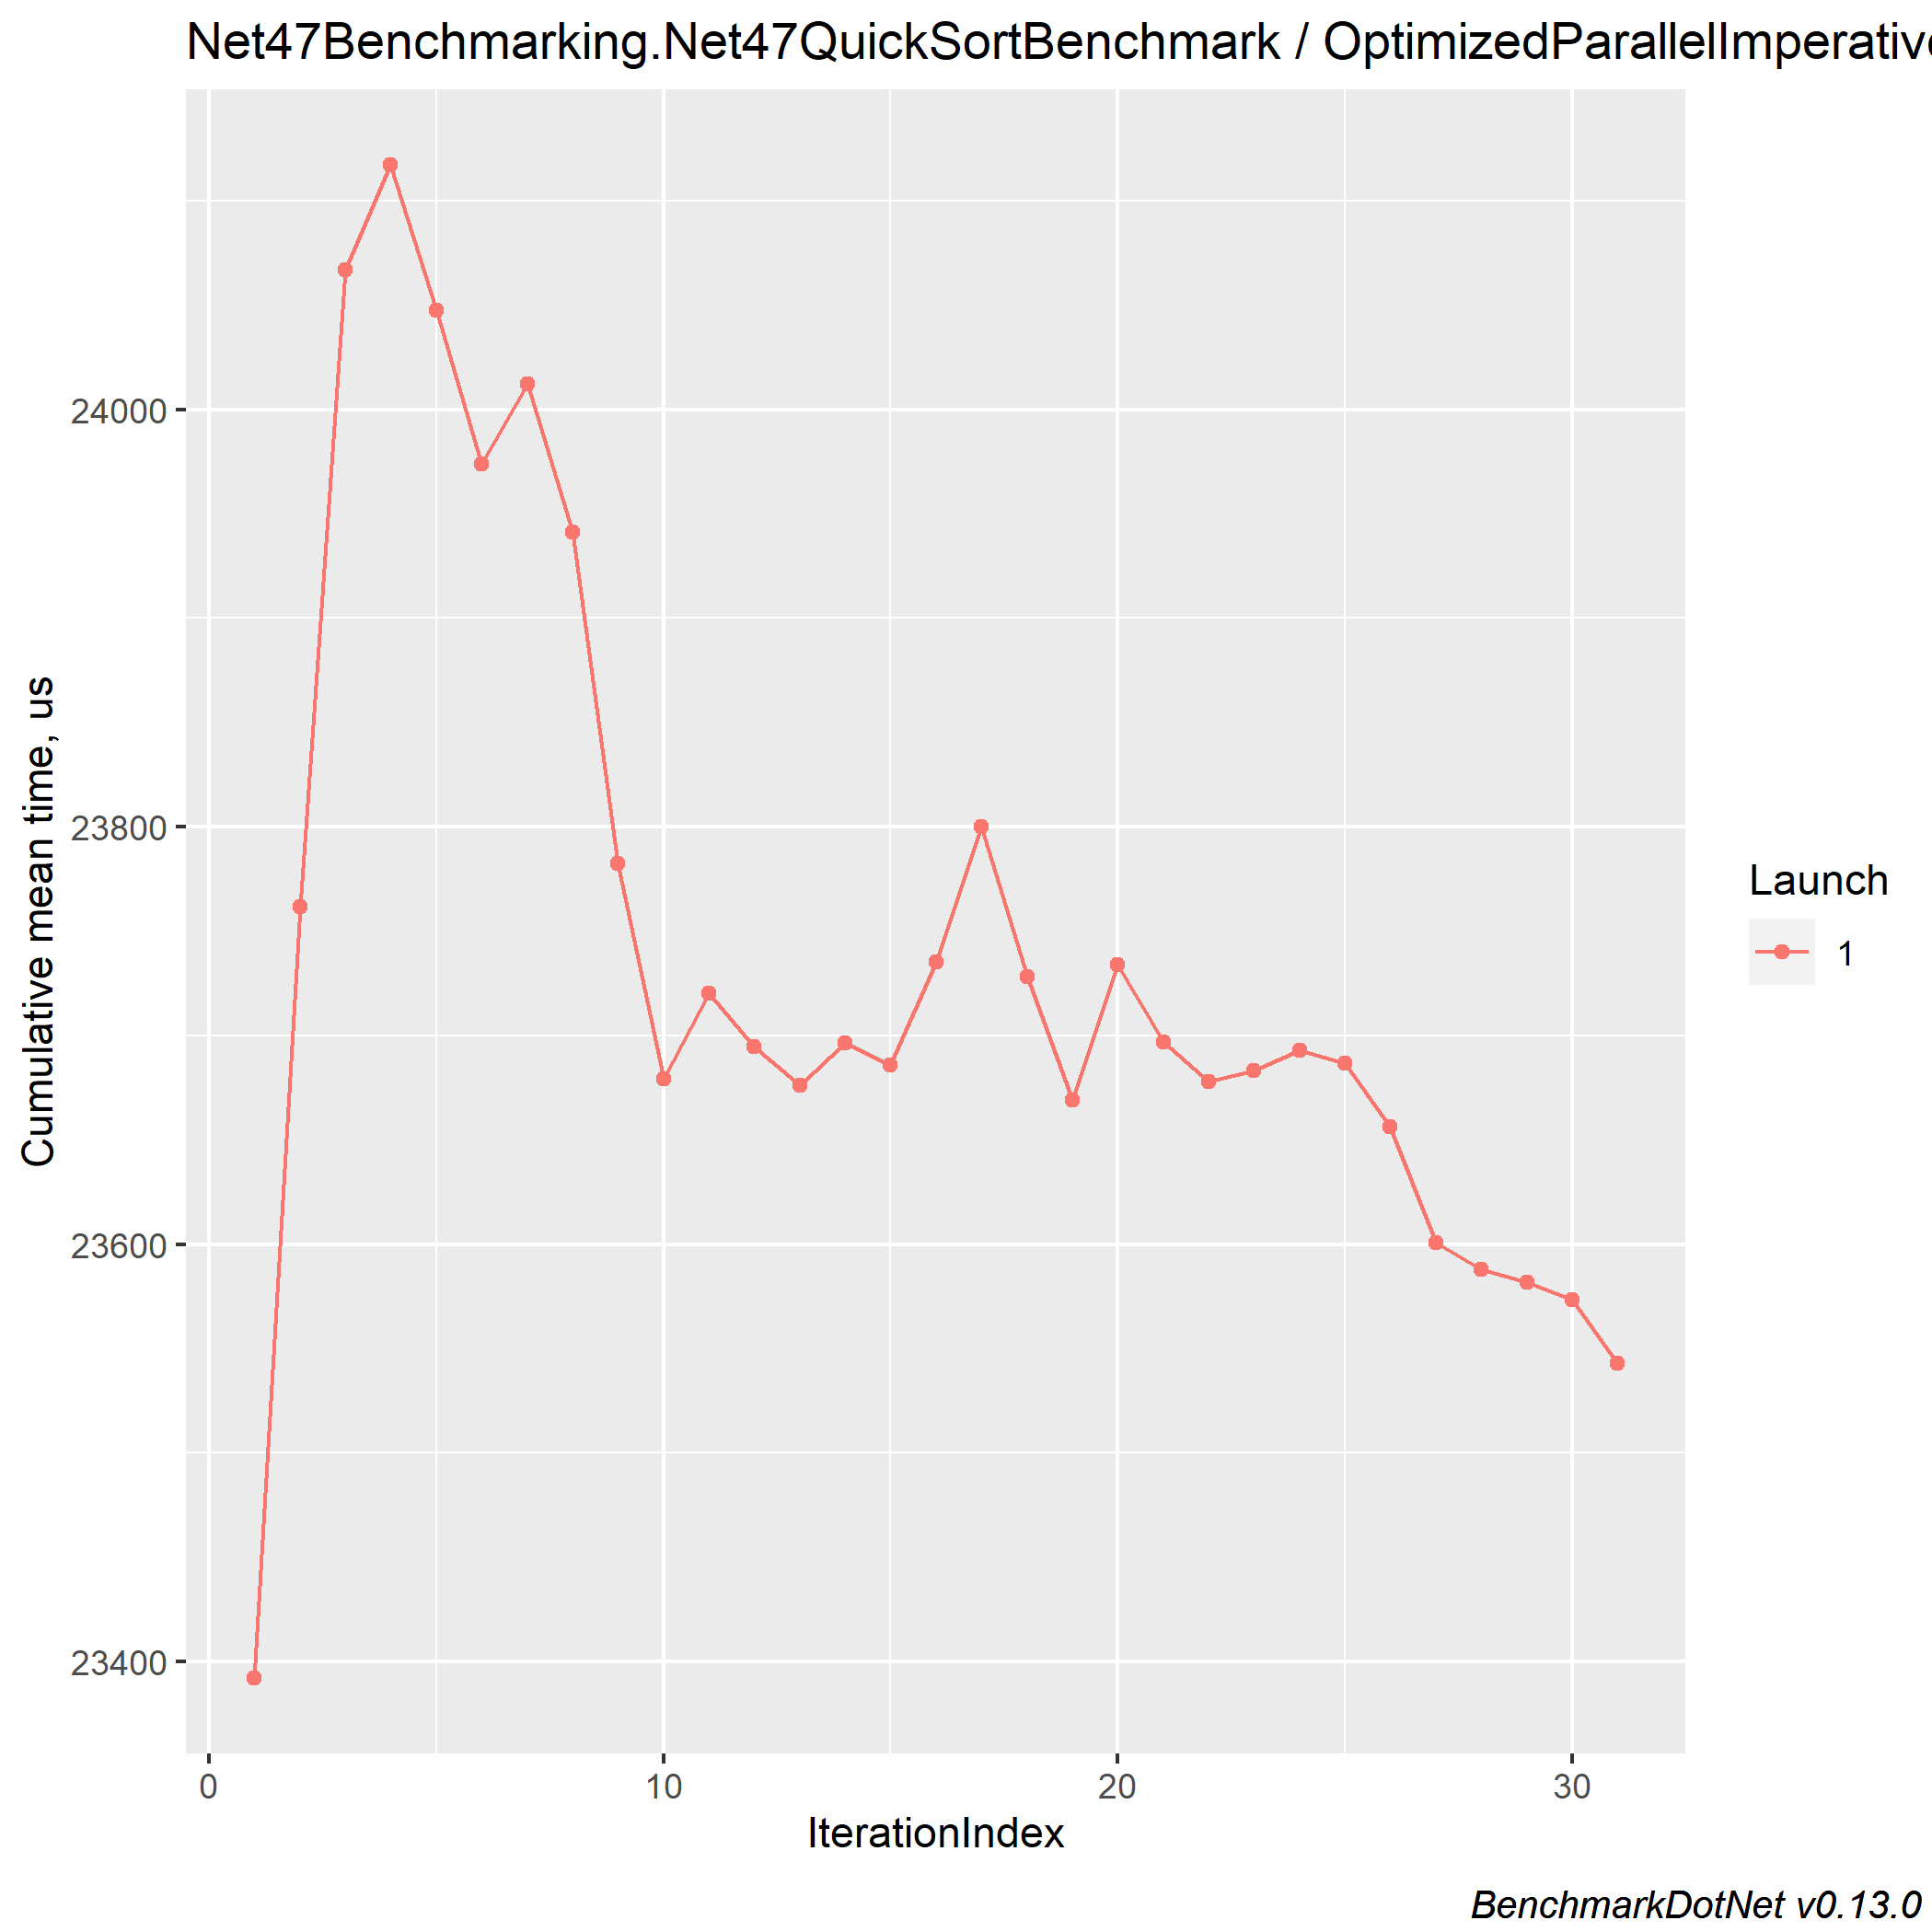 Net47Benchmarking.Net47QuickSortBenchmark / OptimizedParallelImperative
24000
23800
23600
23400
Cumulative mean time, us
0 10 20 30
IterationIndex
Launch
1
BenchmarkDotNet v0.13.0